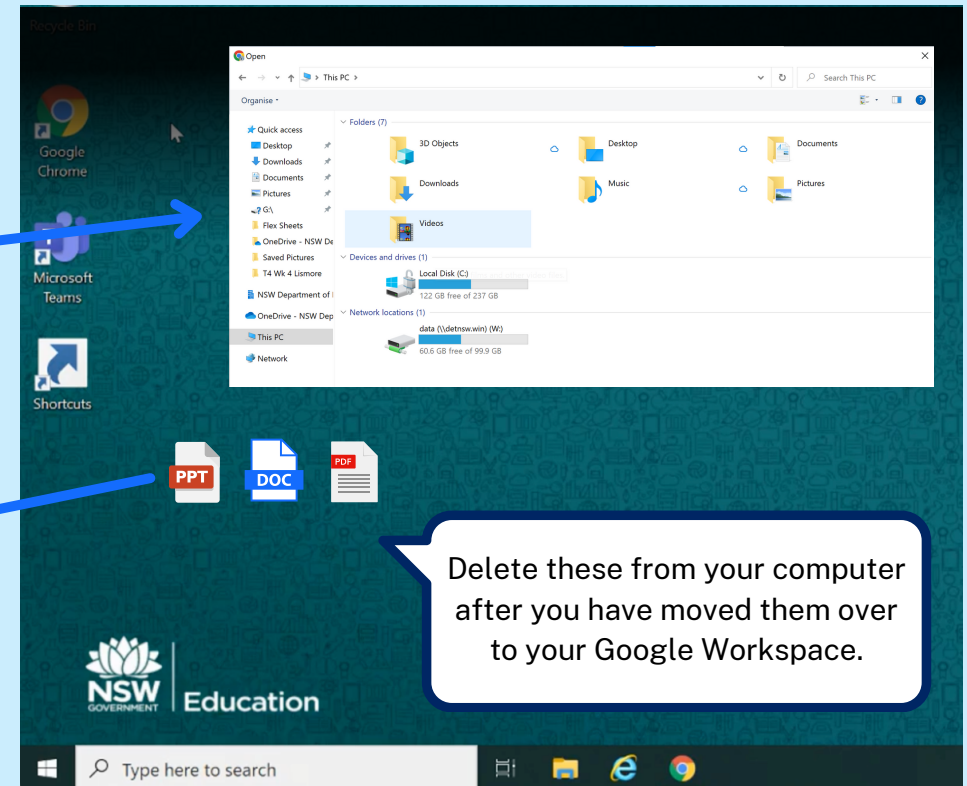 Recycle Bin
Google
Chrome
Microsoft
Teams
Shortcuts
Open
This PC
Search This PC
Organise
Quick access
Desktop
Downloads
Documents
Pictures
G:\
Flex Sheets
OneDrive - NSW De
Saved Pictures
T4 Wk 4 Lismore
NSW Department of
OneDrive - NSW Dep
This PC
Network
Folders (7)
3D Objects
Desktop
Documents
Downloads
Music
Pictures
Videos
Devices and drives (1)
Local Disk (C:)
122 GB free of 237 GB
Network locations (1)
data (\\detnsw.win) (W:)
60.6 GB free of 99.9 GB
PPT
DOC
PDF
Delete these from your computer
after you have moved them over
to your Google Workspace.
NSW
GOVERNMENT
Education
Type here to search